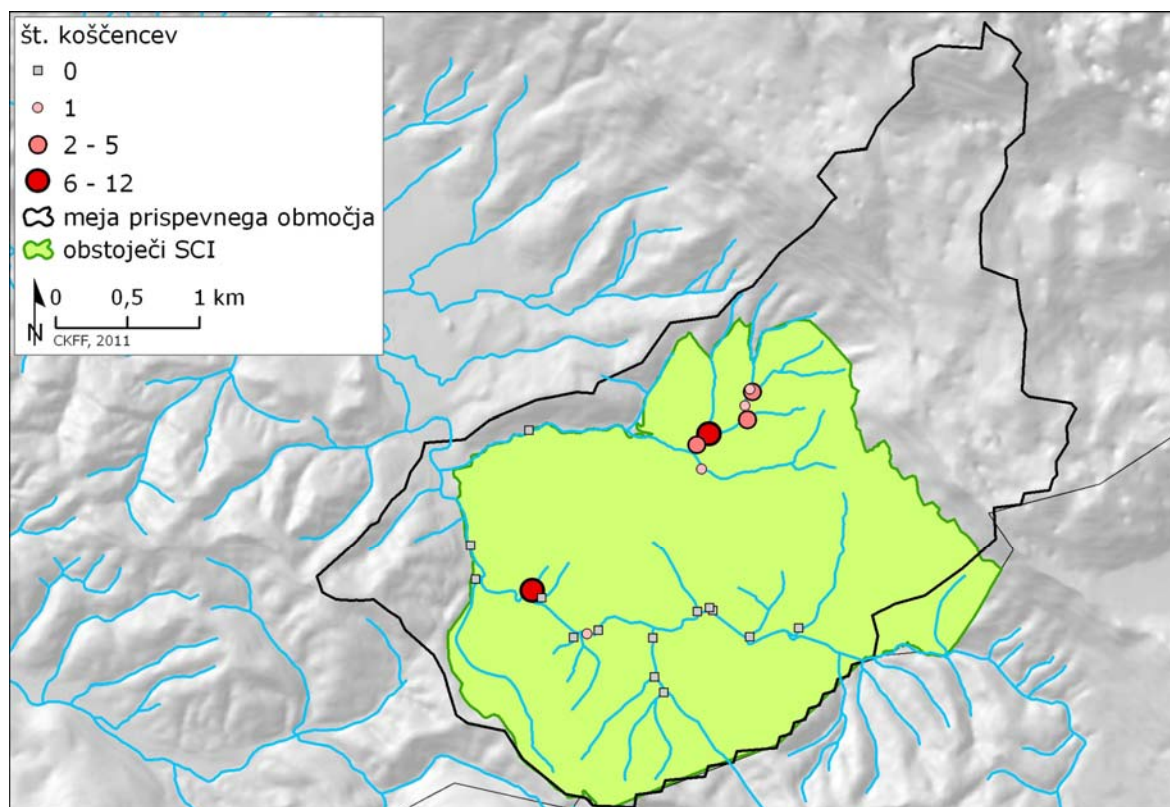 št. koščencev
0
1
2 - 5
6 - 12
meja prispevnega območja
obstoječi SCI
0 0,5 1 km
N
CKFF, 2011